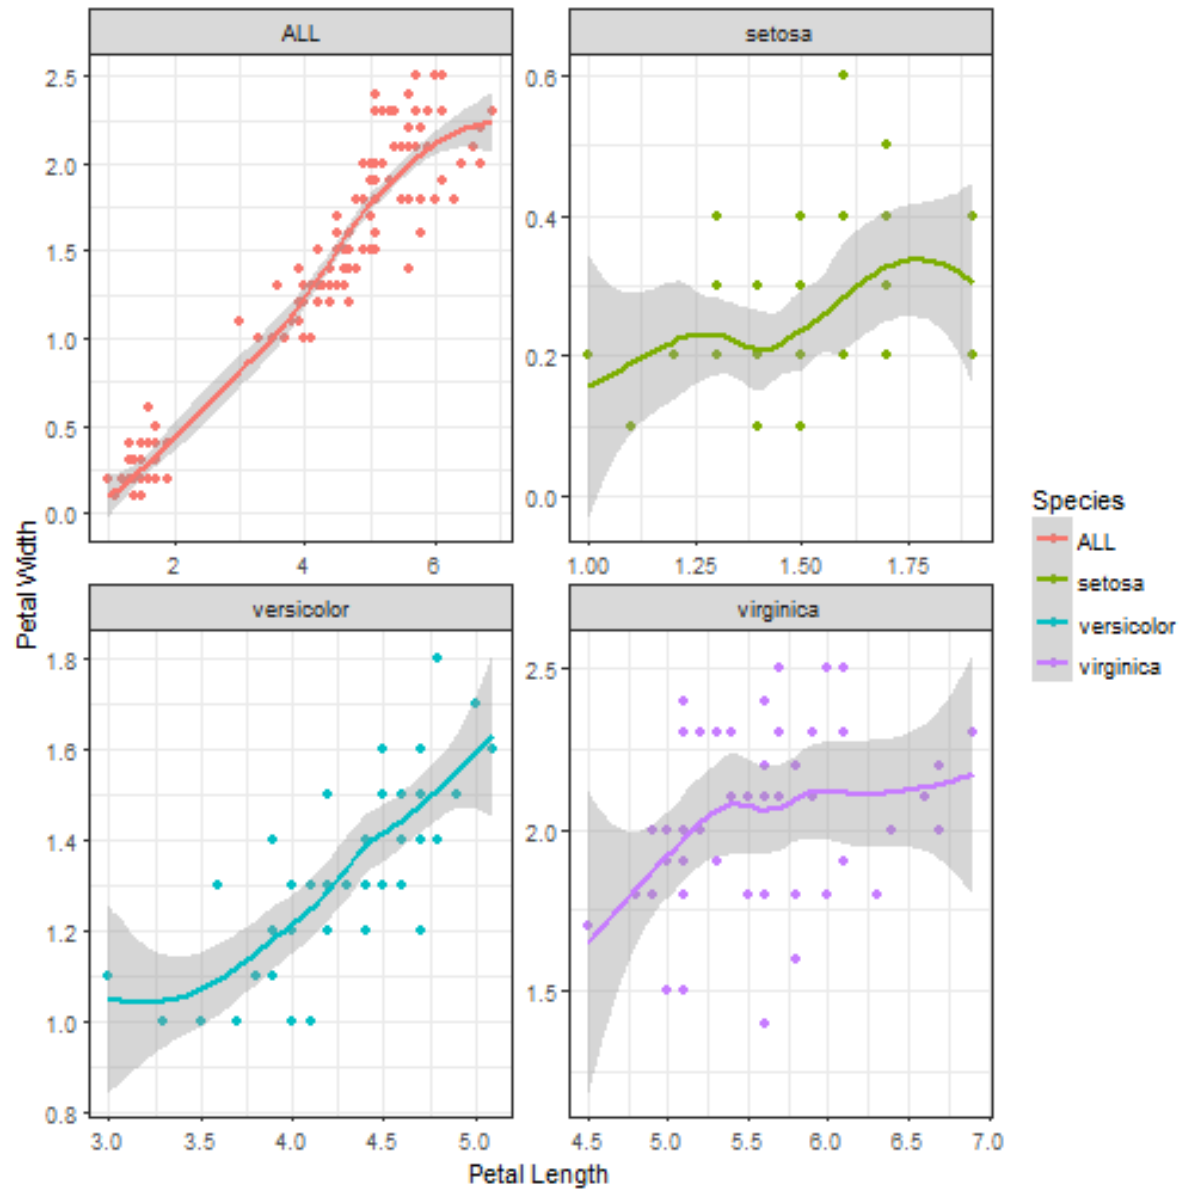 ALL
setosa
2.5
2.0
1.5
1.0
0.5
0.0
2 4 6
0.6
0.4
0.2
0.0
1.00 1.25 1.50 1.75
Petal Width
versicolor
virginica
1.8
1.6
1.4
1.2
1.0
0.8
3.0 3.5 4.0 4.5 5.0
2.5
2.0
1.5
4.5 5.0 5.5 6.0 6.5 7.0
Petal Length
Species
ALL
setosa
versicolor
virginica